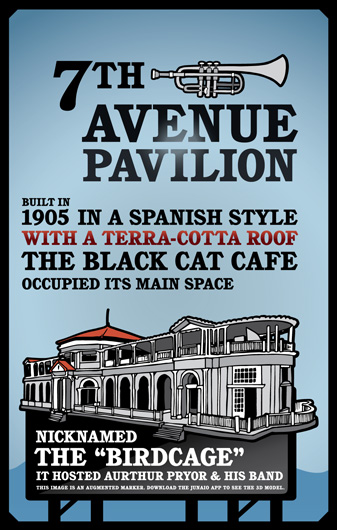 7TH
AVENUE
PAVILION
BUILT IN
1905 IN A SPANISH STYLE
WITH A TERRA-COTTA ROOF
THE BLACK CAT CAFE
OCCUPIED ITS MAIN SPACE
NICKNAMED
THE "BIRDCAGE"
IT HOSTED AURTHUR PRYOR & HIS BAND
THIS IMAGE IS AN AUGMENTED MARKER. DOWNLOAD THE JUNAIO APP TO SEE THE 3D MODEL.